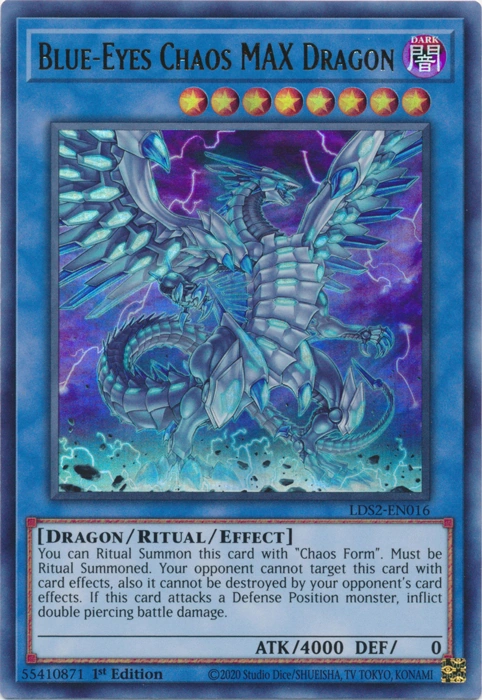 BLUE-EYES CHAOS MAX DRAGON
DARK
闇
LDS2-EN016
[DRAGON/RITUAL/EFFECT]
You can Ritual Summon this card with "Chaos Form". Must be
Ritual Summoned. Your opponent cannot target this card with
card effects, also it cannot be destroyed by your opponent's card
effects. If this card attacks a Defense Position monster, inflict
double piercing battle damage.
ATK/4000 DEF/ 0
55410871 1st Edition ©2020 Studio Dice/SHUEISHA, TV TOKYO, KONAMI